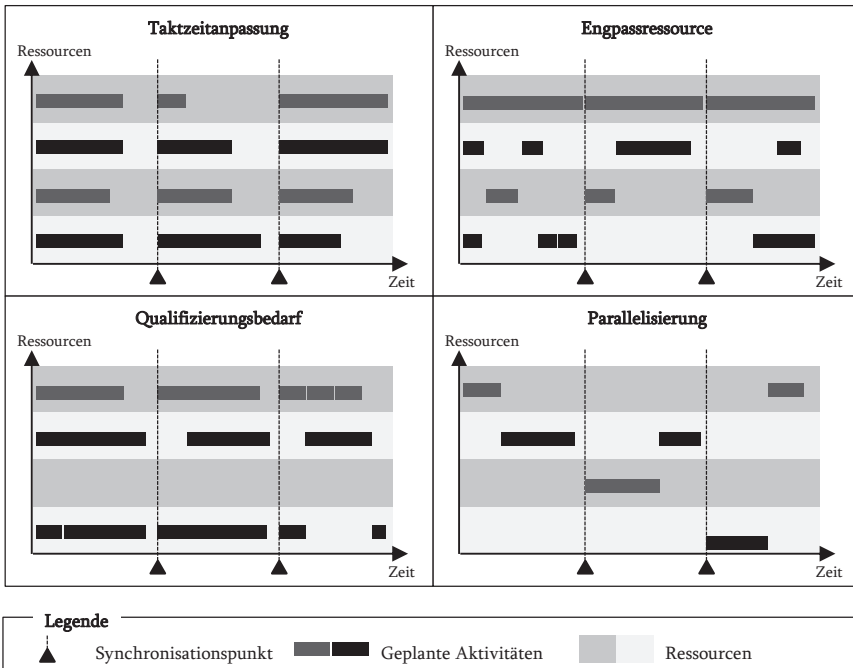 Taktzeitanpassung
Ressourcen
Zeit
Engpassressource
Ressourcen
Zeit
Qualifizierungsbedarf
Ressourcen
Zeit
Parallelisierung
Ressourcen
Zeit
Legende
Synchronisationspunkt
Geplante Aktivitäten
Ressourcen